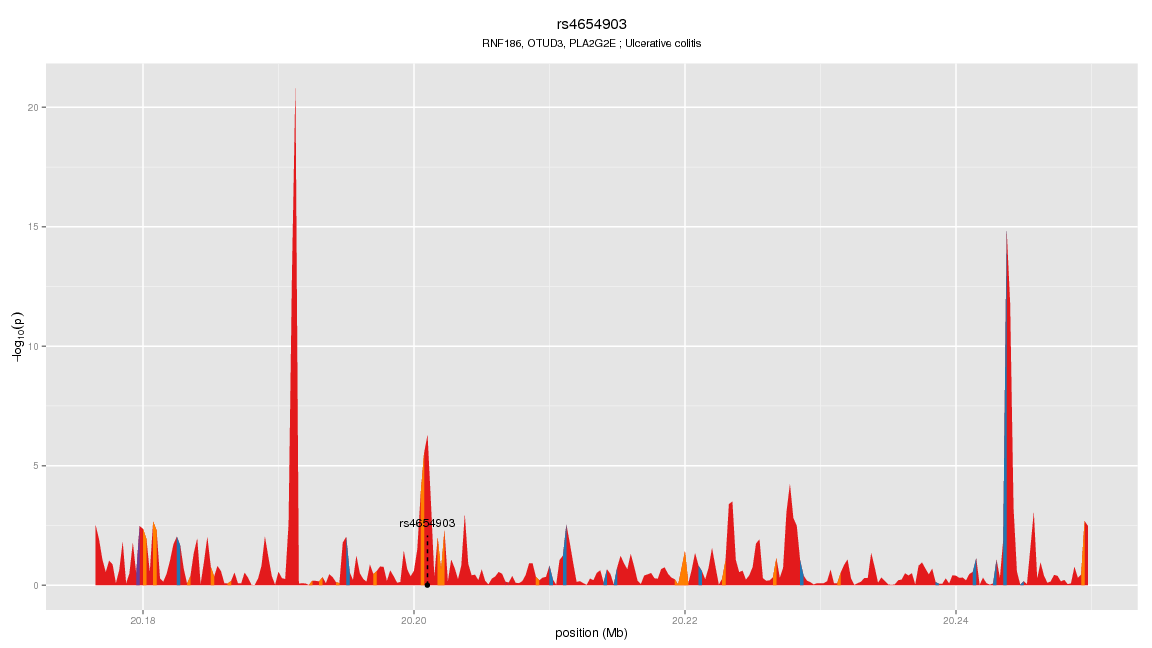 rs4654903
RNF186, OTUD3, PLA2G2E ; Ulcerative colitis
20
15
10
5
0
−log10(p)
rs4654903
20.18
20.20
20.22
20.24
position (Mb)